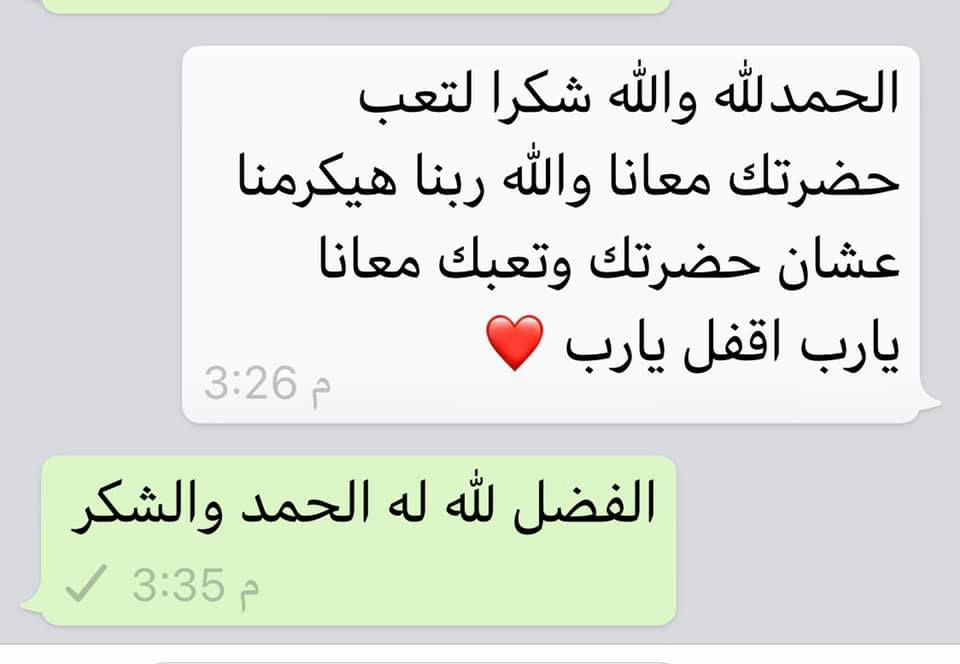 الحمدلله والله شكرا لتعب
حضرتك معانا والله ربنا هيكرمنا
عشان حضرتك وتعبك معانا
يارب اقفل يارب ❤️
3:26 م
الفضل لله له الحمد والشكر
3:35 م